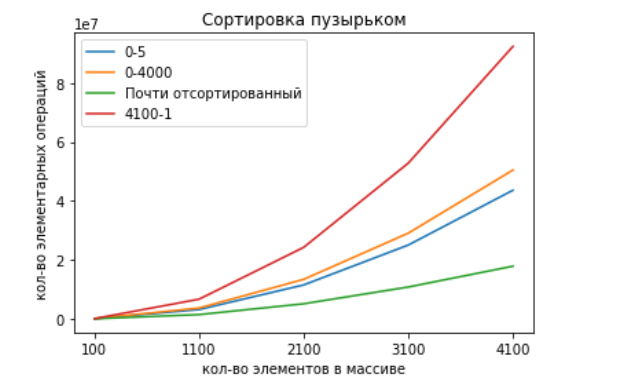 Сортировка пузырьком
1e7
0-5
0-4000
Почти отсортированный
4100-1
кол-во элементарных операций
8
6
4
2
0
100 1100 2100 3100 4100
кол-во элементов в массиве